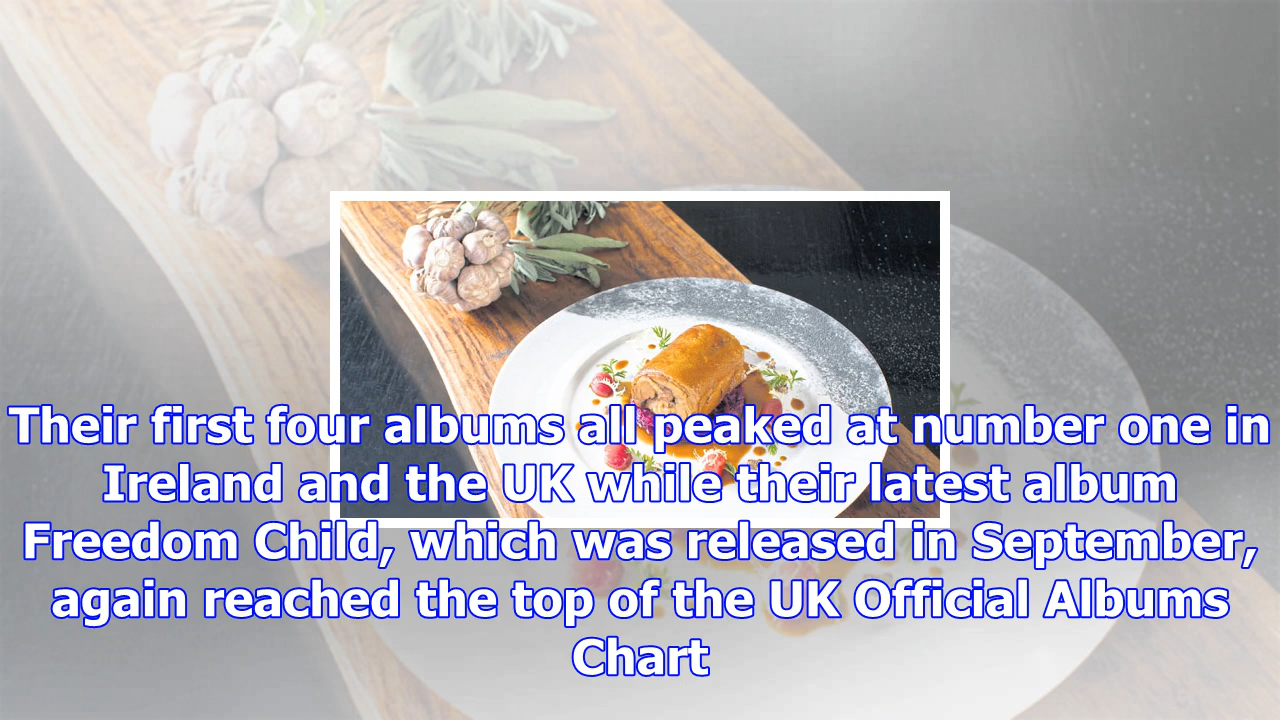 Their first four albums all peaked at number one in
Ireland and the UK while their latest album
Freedom Child, which was released in September,
again reached the top of the UK Official Albums
Chart